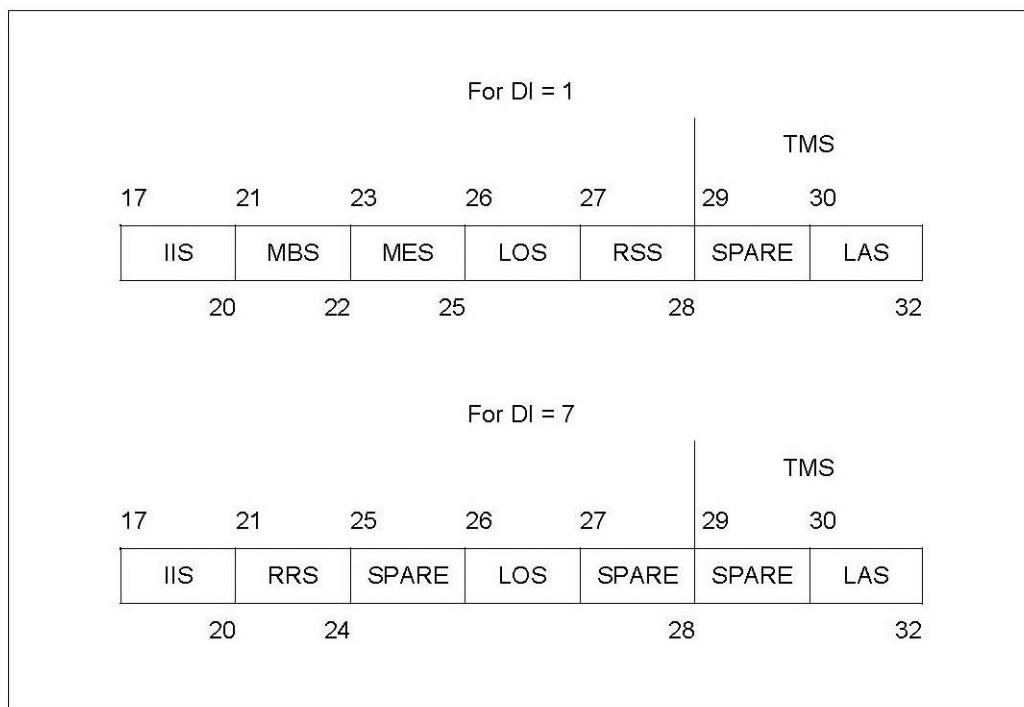 For DI = 1
TMS
17 21 23 26 27 29 30
IIS MBS MES LOS RSS SPARE LAS
20 22 25 28 32
For DI = 7
TMS
17 21 25 26 27 29 30
IIS RRS SPARE LOS SPARE SPARE LAS
20 24 28 32